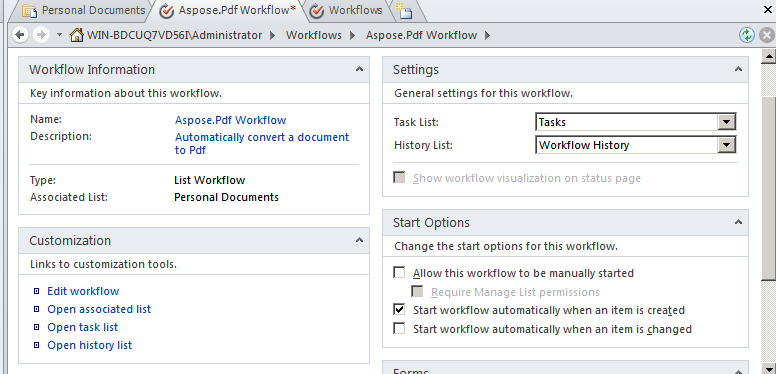 Personal Documents
Aspose.Pdf Workflow*
Workflows
WIN-BDCUQ7VD56I\Administrator
Workflows
Aspose.Pdf Workflow
Workflow Information
Key information about this workflow.
Name:
Aspose.Pdf Workflow
Description:
Automatically convert a document
to Pdf
Type:
List Workflow
Associated List:
Personal Documents
Customization
Links to customization tools.
Edit workflow
Open associated list
Open task list
Open history list
Settings
General settings for this workflow.
Task List:
Tasks
History List:
Workflow History
Show workflow visualization on status page
Start Options
Change the start options for this workflow.
Allow this workflow to be manually started
Require Manage List permissions
Start workflow automatically when an item is created
Start workflow automatically when an item is changed
Forms